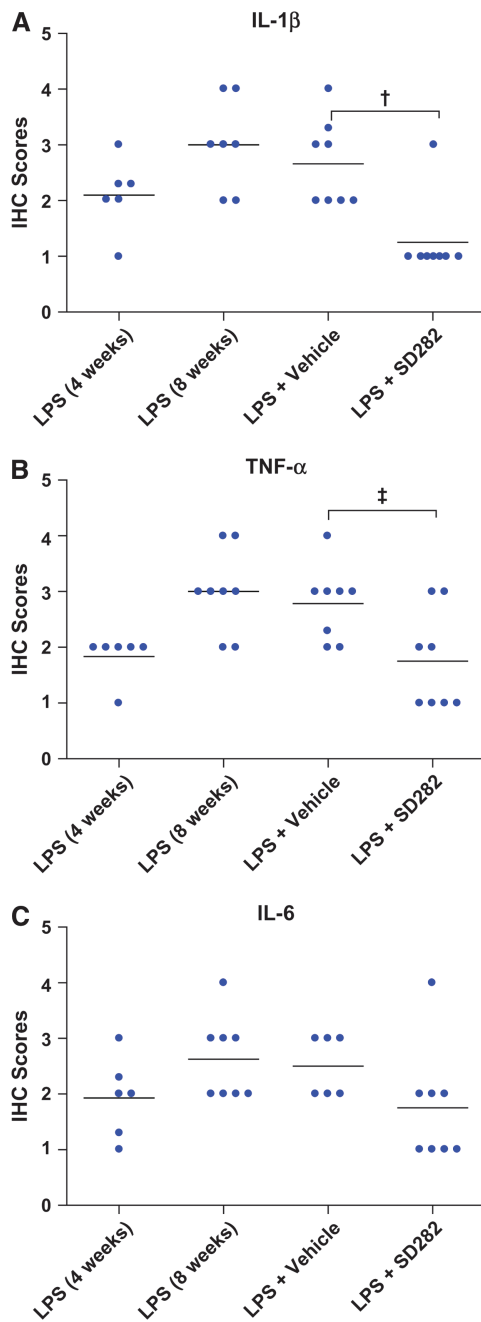 A
IL-1β
IHC Scores
5
4
3
2
1
0
†
LPS (4 weeks)
LPS (8 weeks)
LPS + Vehicle
LPS + SD282
B
TNF-α
IHC Scores
5
4
3
2
1
0
‡
LPS (4 weeks)
LPS (8 weeks)
LPS + Vehicle
LPS + SD282
C
IL-6
IHC Scores
5
4
3
2
1
0
LPS (4 weeks)
LPS (8 weeks)
LPS + Vehicle
LPS + SD282